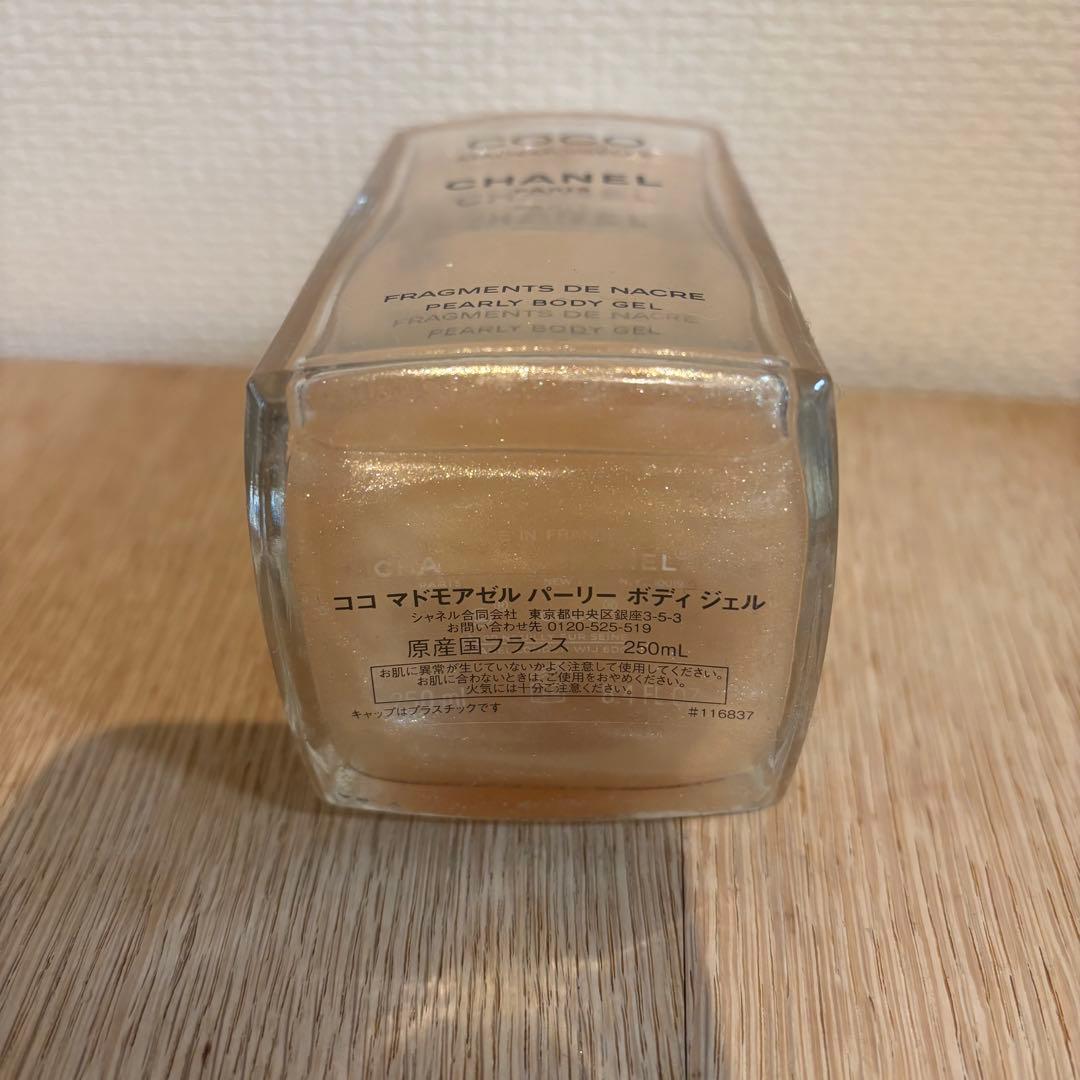 COCO
CHANEL
PARIS
FRAGMENTS DE NACRE
PEARLY BODY GEL
ココ マドモアゼル パーリー ボディ ジェル
シャネル合同会社 東京都中央区銀座3-5-3
お問い合わせ先 0120-525-519
原産国フランス 250mL
お肌に異常が生じていないかよく注意して使用してください。
お肌に合わないときは、ご使用をおやめください。
火気には十分ご注意ください。
キャップはプラスチックです #116837